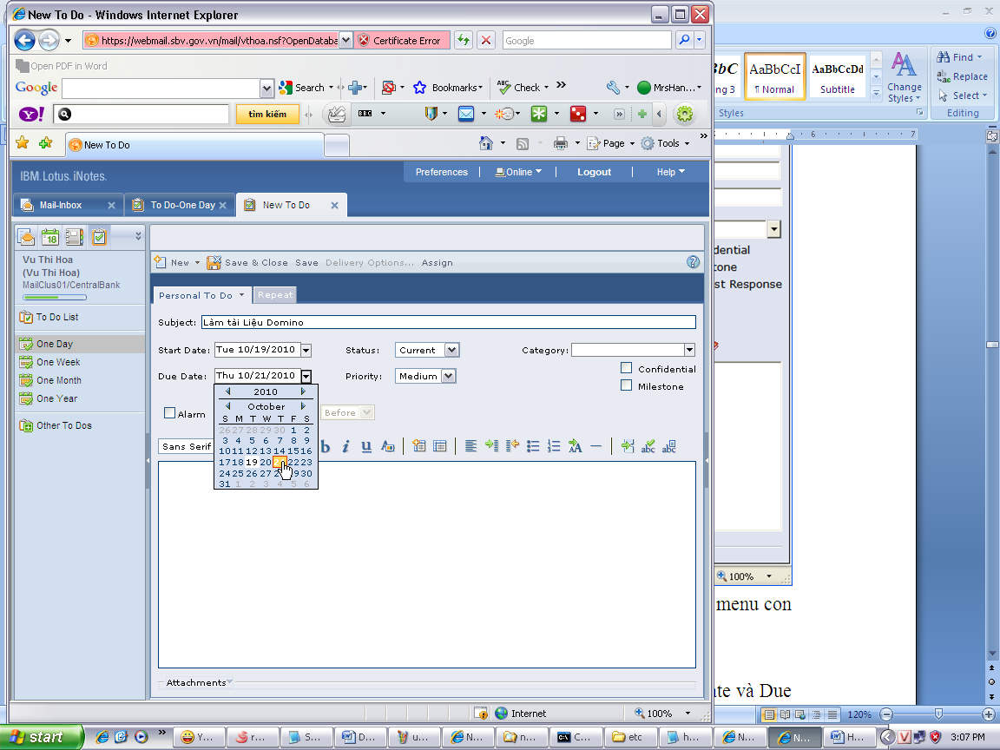 New To Do - Windows Internet Explorer
https://webmail.sbv.gov.vn/mail/vthoa.nsf?OpenDataba
Certificate Error
Google
Open PDF in Word
Google
Search
Bookmarks
Check
MrsHan...
Y!
tìm kiếm
BBC
New To Do
Page
Tools
IBM Lotus iNotes
Preferences
Online
Logout
Help
Mail-Inbox
To Do-One Day
New To Do
18
Vu Thi Hoa
(Vu Thi Hoa)
MailClus01/CentralBank
To Do List
One Day
One Week
One Month
One Year
Other To Dos
New
Save & Close
Save
Delivery Options...
Assign
Personal To Do
Repeat
Subject:
Làm tài Liệu Domino
Start Date:
Tue 10/19/2010
Status:
Current
Category:
Due Date:
Thu 10/21/2010
Priority:
Medium
Confidential
Milestone
Alarm
Before
2010
October
S M T W T F S
26 27 28 29 30 1 2
3 4 5 6 7 8 9
10 11 12 13 14 15 16
17 18 19 20 22 23
24 25 26 27 29 30
31 1 2 3 4 5 6
Sans Serif
b i u
Attachments
Internet
100%
AaBbCcI
AaBbCcDd
ng 3
¶ Normal
Subtitle
Change
Styles
Find
Replace
Select
Styles
Editing
6 7
dential
tone
st Response
100%
menu con
te và Due
120%
start
Y...
r...
S...
D...
u...
N...
n...
C...
etc
h...
N...
N...
H...
3:07 PM